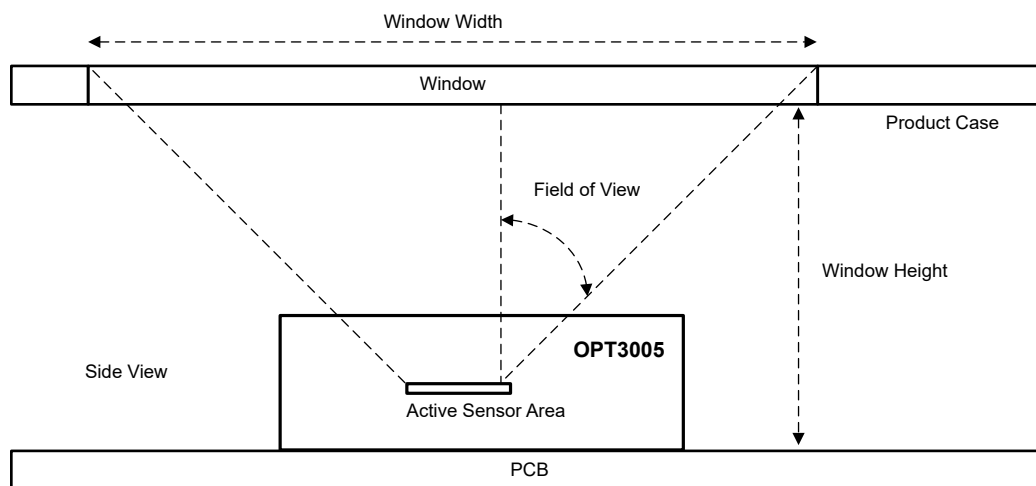 Window Width
Window
Product Case
Field of View
Window Height
OPT3005
Side View
Active Sensor Area
PCB